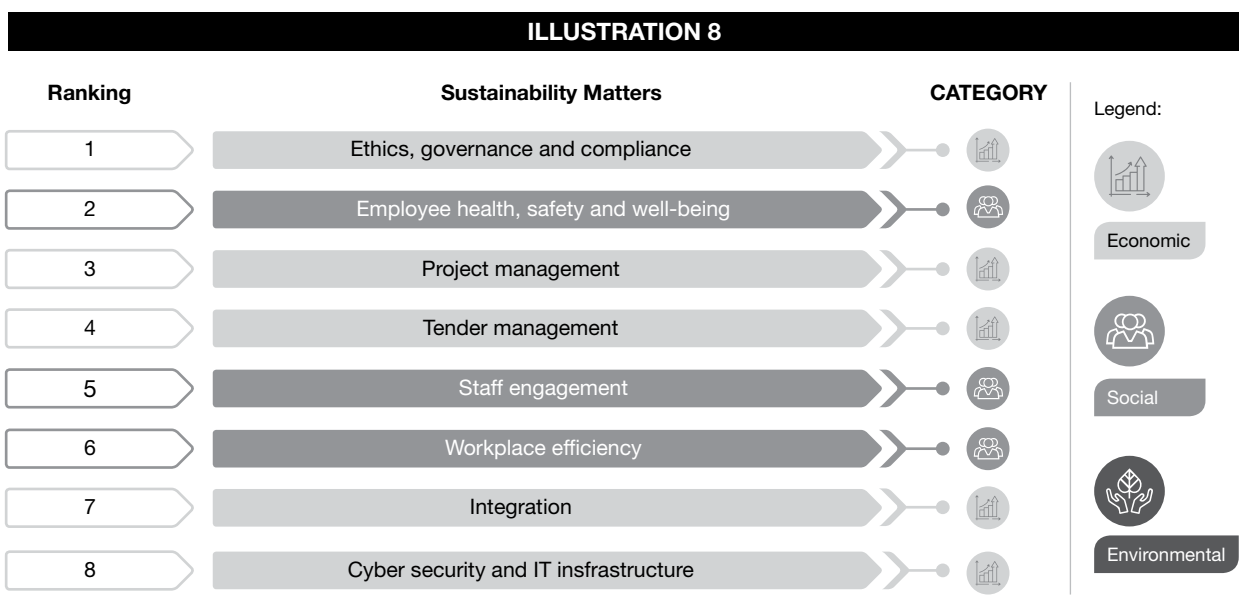 ILLUSTRATION 8
Ranking Sustainability Matters CATEGORY
1 Ethics, governance and compliance
2 Employee health, safety and well-being
3 Project management
4 Tender management
5 Staff engagement
6 Workplace efficiency
7 Integration
8 Cyber security and IT insfrastructure
Legend:
Economic
Social
Environmental